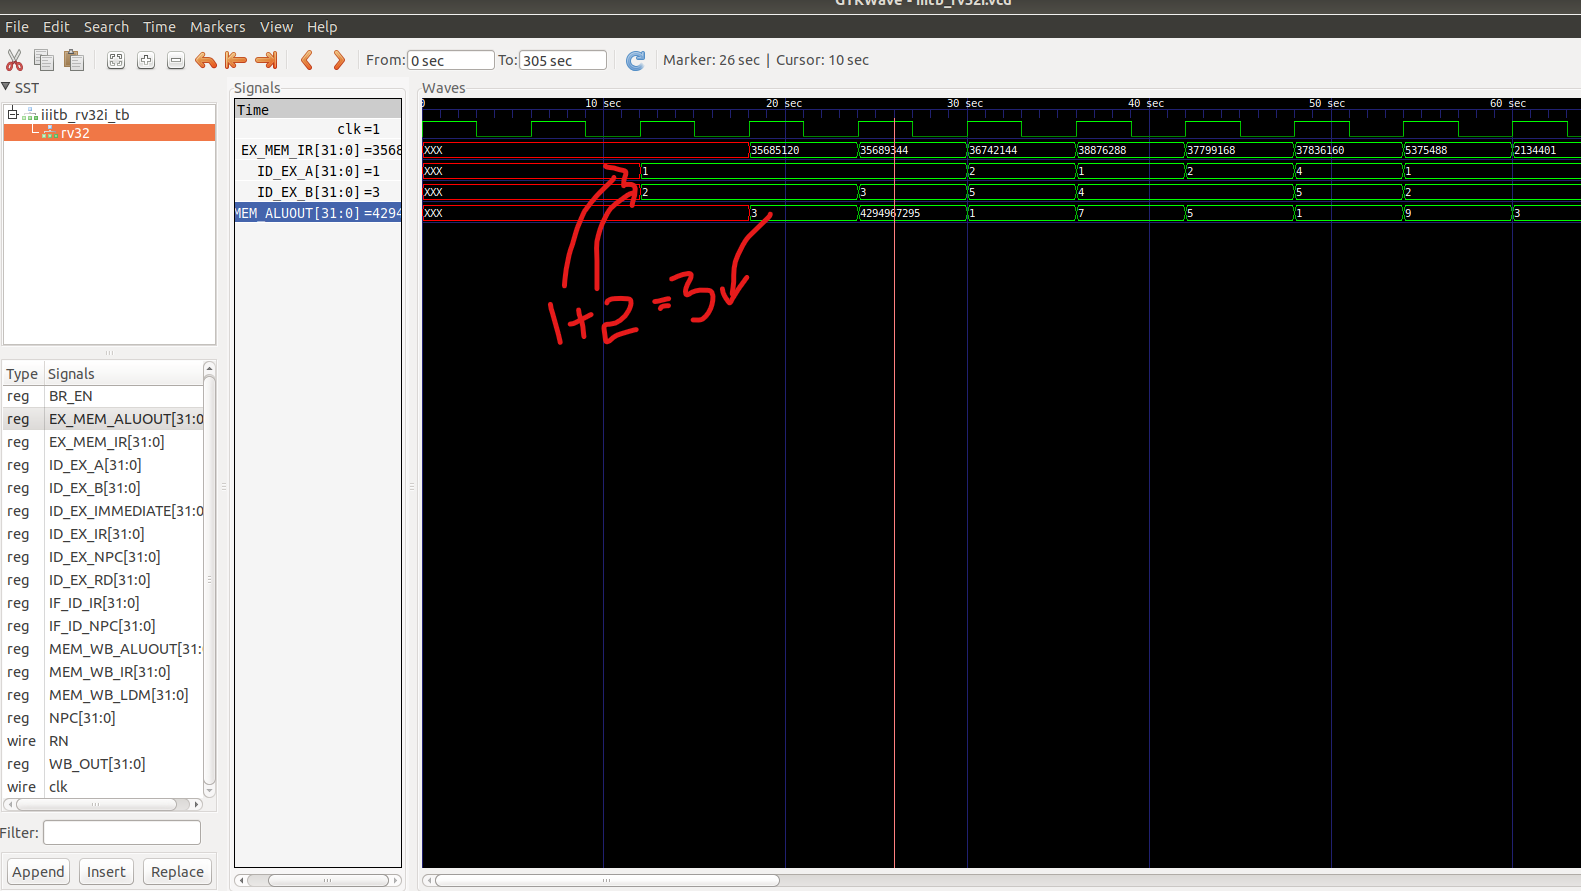 GTKWave - iiitb_rv32i.vcd
File Edit Search Time Markers View Help
From: 0 sec To: 305 sec Marker: 26 sec | Cursor: 10 sec
SST
iiitb_rv32i_tb
rv32
Type Signals
reg BR_EN
reg EX_MEM_ALUOUT[31:0
reg EX_MEM_IR[31:0]
reg ID_EX_A[31:0]
reg ID_EX_B[31:0]
reg ID_EX_IMMEDIATE[31:0
reg ID_EX_IR[31:0]
reg ID_EX_NPC[31:0]
reg ID_EX_RD[31:0]
reg IF_ID_IR[31:0]
reg IF_ID_NPC[31:0]
reg MEM_WB_ALUOUT[31:
reg MEM_WB_IR[31:0]
reg MEM_WB_LDM[31:0]
reg NPC[31:0]
wire RN
reg WB_OUT[31:0]
wire clk
Filter:
Append Insert Replace
Signals
Time
clk =1
EX_MEM_IR[31:0] =3568
ID_EX_A[31:0] =1
ID_EX_B[31:0] =3
MEM_ALUOUT[31:0] =4294
Waves
0 10 sec 20 sec 30 sec 40 sec 50 sec 60 sec
XXX 35685120 35689344 36742144 38876288 37799168 37836160 5375488 2134401
XXX 1 2 1 2 4 1
XXX 2 3 5 4 5 2
XXX 3 4294967295 1 7 5 1 9 3
1+2=3